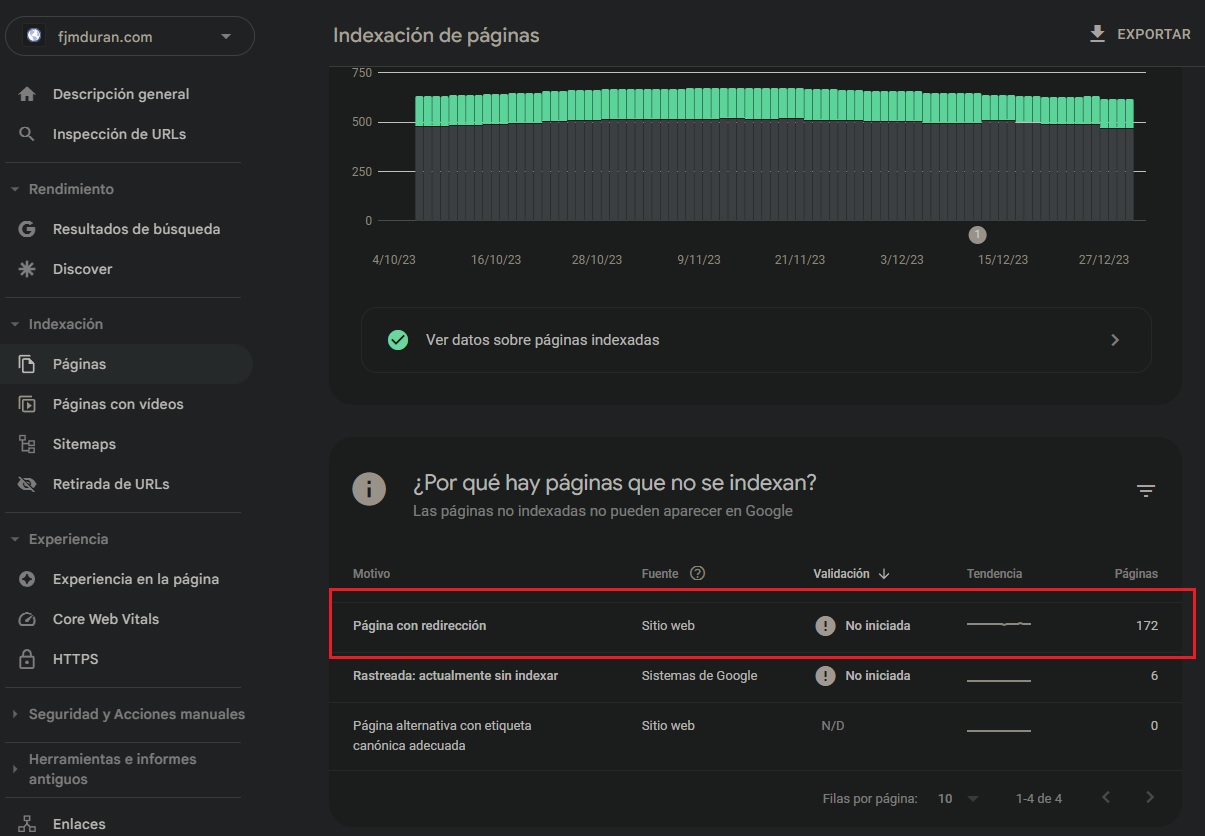 fjmduran.com
Indexación de páginas
EXPORTAR
Descripción general
Inspección de URLs
Rendimiento
Resultados de búsqueda
Discover
Indexación
Páginas
Páginas con vídeos
Sitemaps
Retirada de URLs
Experiencia
Experiencia en la página
Core Web Vitals
HTTPS
Seguridad y Acciones manuales
Herramientas e informes
antiguos
Enlaces
750
500
250
0
1
4/10/23 16/10/23 28/10/23 9/11/23 21/11/23 3/12/23 15/12/23 27/12/23
Ver datos sobre páginas indexadas
¿Por qué hay páginas que no se indexan?
Las páginas no indexadas no pueden aparecer en Google
Motivo Fuente Validación Tendencia Páginas
Página con redirección Sitio web No iniciada 172
Rastreada: actualmente sin indexar Sistemas de Google No iniciada 6
Página alternativa con etiqueta Sitio web N/D 0
canónica adecuada
Filas por página: 10 1-4 de 4